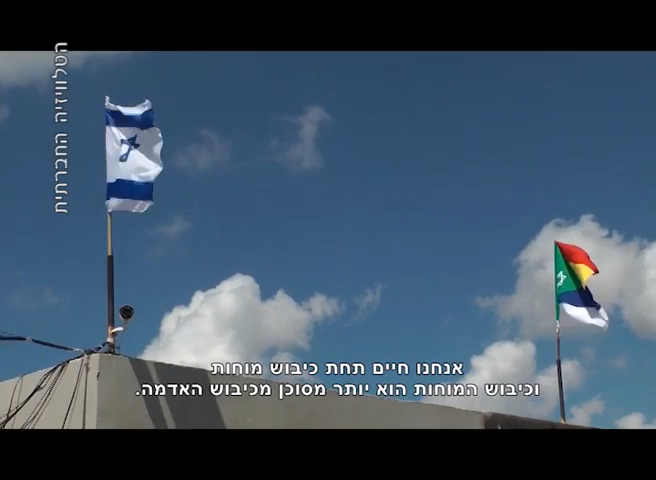 הטלוויזיה החברתית
אנחנו חיים תחת כיבוש מוחות
וכיבוש המוחות הוא יותר מסוכן מכיבוש האדמה.